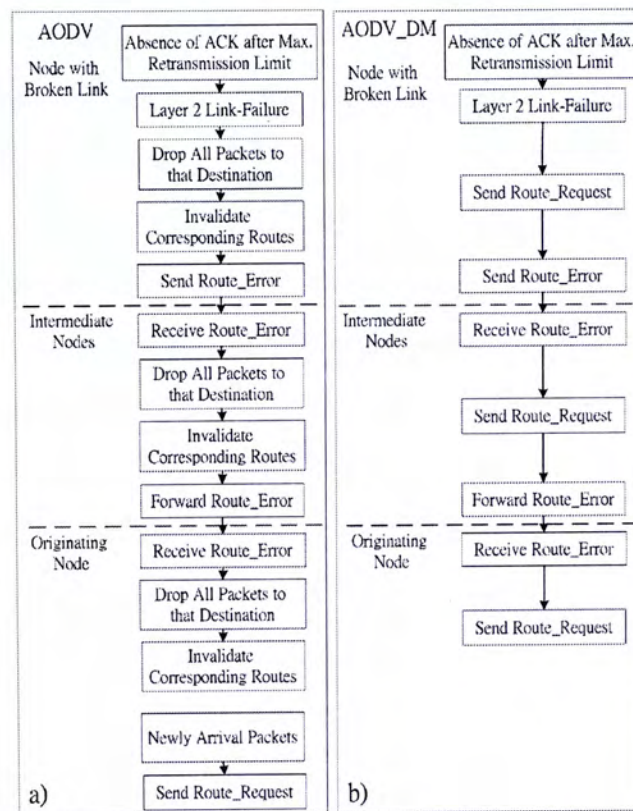 AODV
Node with
Broken Link
Absence of ACK after Max.
Retransmission Limit
Layer 2 Link-Failure
Drop All Packets to
that Destination
Invalidate
Corresponding Routes
Send Route_Error
Intermediate
Nodes
Receive Route_Error
Drop All Packets to
that Destination
Invalidate
Corresponding Routes
Forward Route_Error
Originating
Node
Receive Route_Error
Drop All Packets to
that Destination
Invalidate
Corresponding Routes
Newly Arrival Packets
Send Route_Request
a)
AODV_DM
Node with
Broken Link
Absence of ACK after Max.
Retransmission Limit
Layer 2 Link-Failure
Send Route_Request
Send Route_Error
Intermediate
Nodes
Receive Route_Error
Send Route_Request
Forward Route_Error
Originating
Node
Receive Route_Error
Send Route_Request
b)